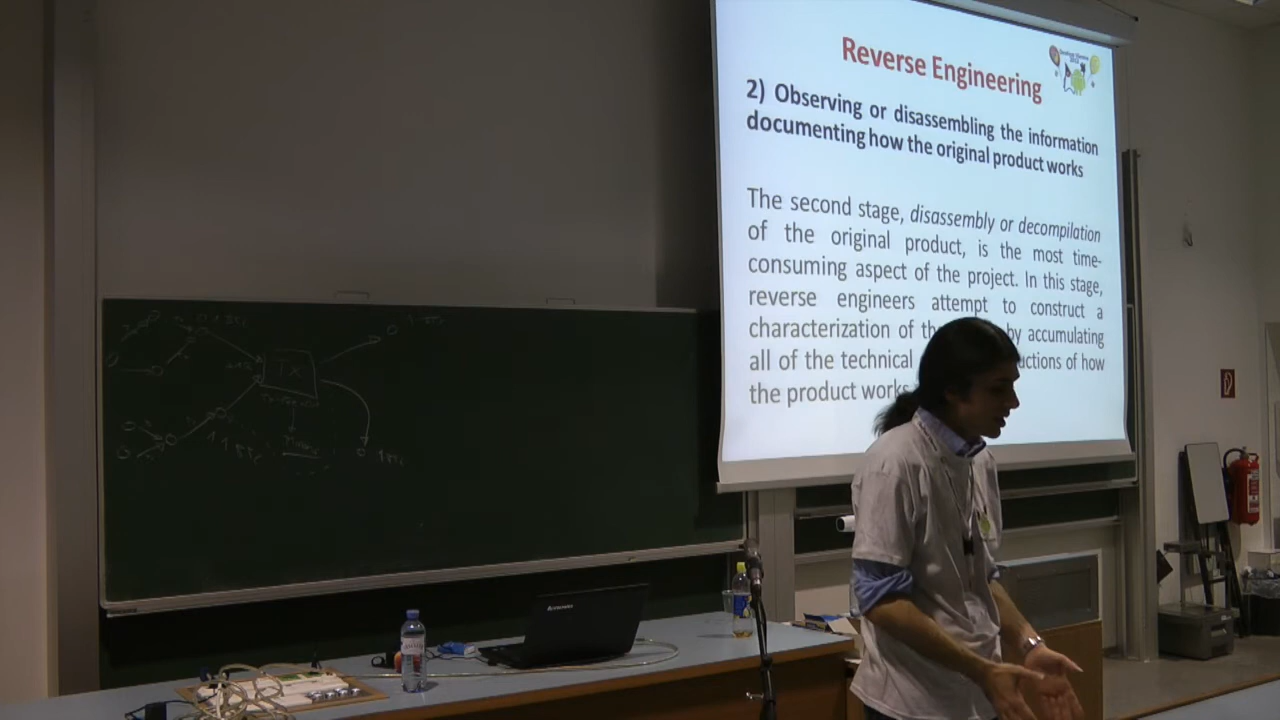 Reverse Engineering
2) Observing or disassembling the information
documenting how the original product works
The second stage, disassembly or decompilation
of the original product, is the most time-
consuming aspect of the project. In this stage,
reverse engineers attempt to construct a
characterization of by accumulating
all of the technical of how
the product works
TX
lenovo